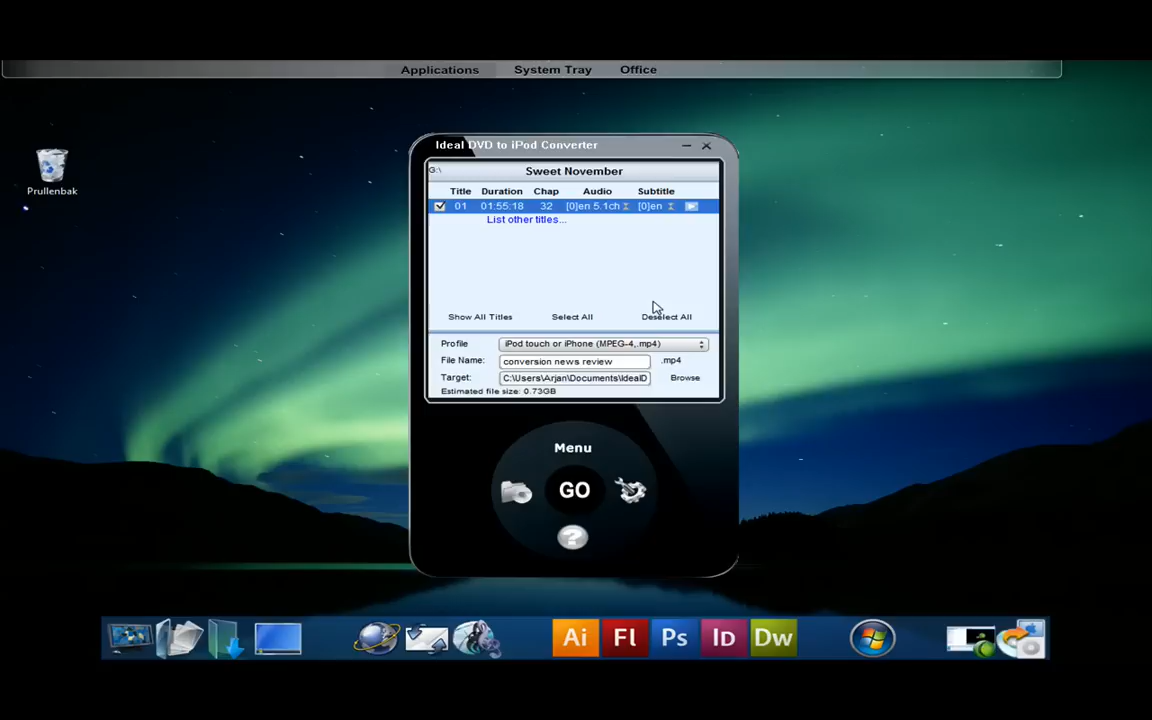 Applications System Tray Office
Prullenbak
Ideal DVD to iPod Converter
G:\ Sweet November
Title Duration Chap Audio Subtitle
01 01:55:18 32 [0]en 5.1ch [0]en
List other titles...
Show All Titles Select All Deselect All
Profile iPod touch or iPhone (MPEG-4,.mp4)
File Name: conversion news review .mp4
Target: C:\Users\Arjan\Documents\IdealD Browse
Estimated file size: 0.73GB
Menu
GO
?
Ai Fl Ps Id Dw